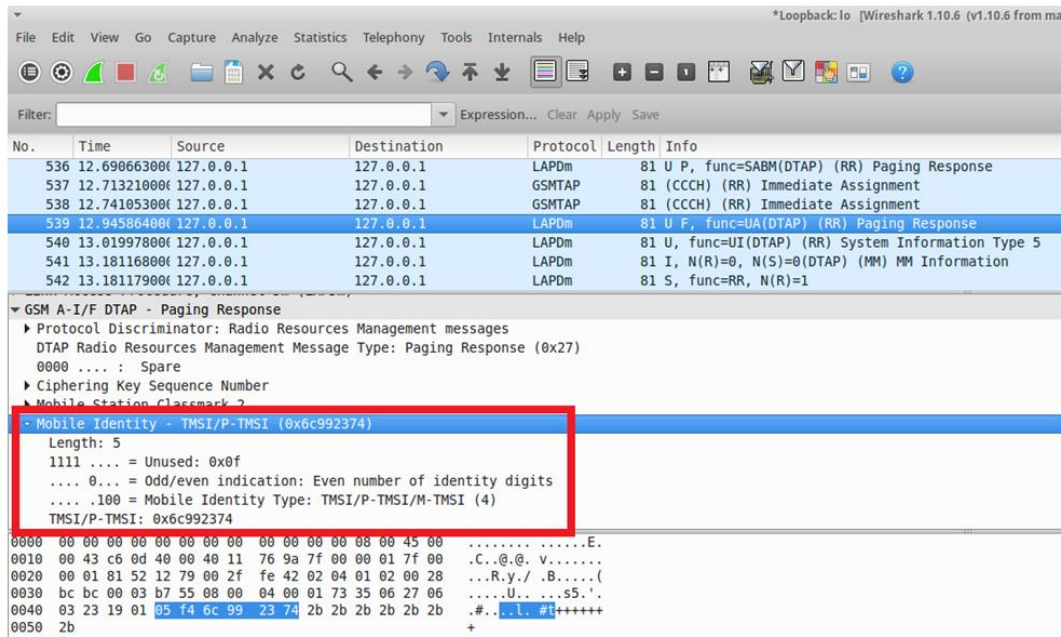 *Loopback: lo [Wireshark 1.10.6 (v1.10.6 from ma
File Edit View Go Capture Analyze Statistics Telephony Tools Internals Help
Filter: Expression... Clear Apply Save
No. Time Source Destination Protocol Length Info
536 12.690663000 127.0.0.1 127.0.0.1 LAPDm 81 U P, func=SABM(DTAP) (RR) Paging Response
537 12.713210000 127.0.0.1 127.0.0.1 GSMTAP 81 (CCCH) (RR) Immediate Assignment
538 12.741053000 127.0.0.1 127.0.0.1 GSMTAP 81 (CCCH) (RR) Immediate Assignment
539 12.945864000 127.0.0.1 127.0.0.1 LAPDm 81 U F, func=UA(DTAP) (RR) Paging Response
540 13.019978000 127.0.0.1 127.0.0.1 LAPDm 81 U, func=UI(DTAP) (RR) System Information Type 5
541 13.181168000 127.0.0.1 127.0.0.1 LAPDm 81 I, N(R)=0, N(S)=0(DTAP) (MM) MM Information
542 13.181179000 127.0.0.1 127.0.0.1 LAPDm 81 S, func=RR, N(R)=1
GSM A-I/F DTAP - Paging Response
Protocol Discriminator: Radio Resources Management messages
DTAP Radio Resources Management Message Type: Paging Response (0x27)
0000 .... : Spare
Ciphering Key Sequence Number
Mobile Station Classmark 2
Mobile Identity - TMSI/P-TMSI (0x6c992374)
Length: 5
1111 .... = Unused: 0x0f
.... 0... = Odd/even indication: Even number of identity digits
.... .100 = Mobile Identity Type: TMSI/P-TMSI/M-TMSI (4)
TMSI/P-TMSI: 0x6c992374
0000 00 00 00 00 00 00 00 00 00 00 00 00 08 00 45 00 ........ ......E.
0010 00 43 c6 0d 40 00 40 11 76 9a 7f 00 00 01 7f 00 .C..@.@. v.......
0020 00 01 81 52 12 79 00 2f fe 42 02 04 01 02 00 28 ...R.y./ .B.....(
0030 bc bc 00 03 b7 55 08 00 04 00 01 73 35 06 27 06 .....U.. ...s5.'.
0040 03 23 19 01 05 f4 6c 99 23 74 2b 2b 2b 2b 2b 2b .#....l. #t++++++
0050 2b +